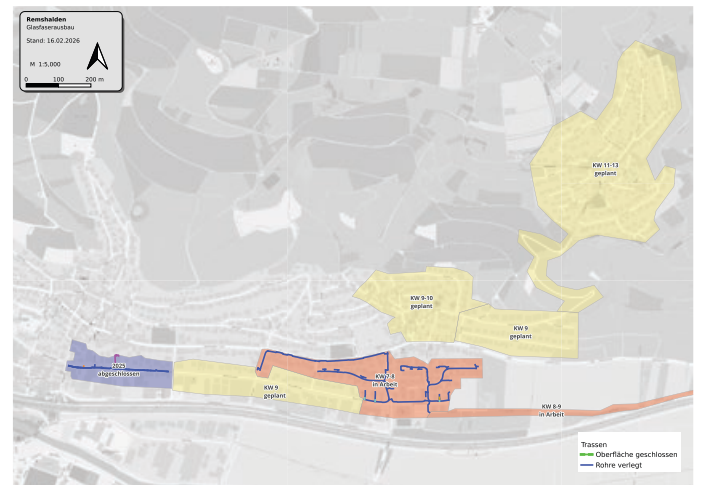 Remshalden
Glasfaserausbau
Stand: 16.02.2026
M 1:5,000
0 100 200 m
KW 11-13
geplant
KW 9-10
geplant
KW 9
geplant
2025
abgeschlossen
KW 7-8
in Arbeit
KW 9
geplant
KW 8-9
in Arbeit
Trassen
Oberfläche geschlossen
Rohre verlegt